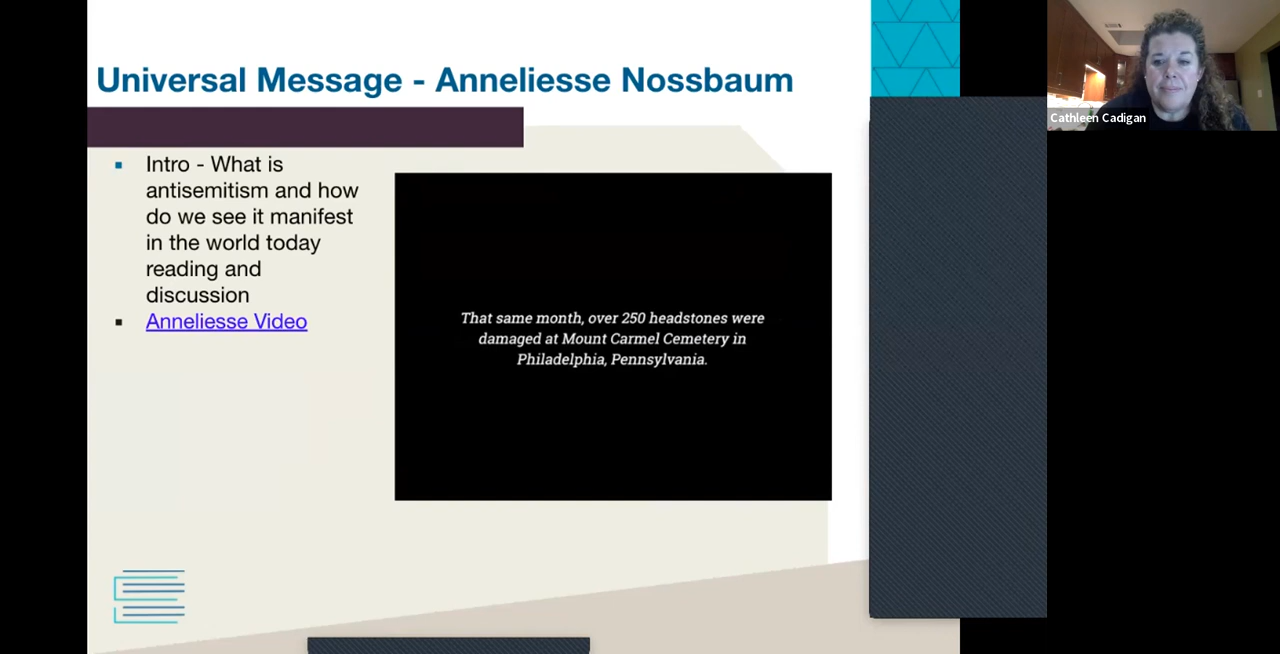 Universal Message - Anneliesse Nossbaum
Intro - What is
antisemitism and how
do we see it manifest
in the world today
reading and
discussion
Anneliesse Video
That same month, over 250 headstones were
damaged at Mount Carmel Cemetery in
Philadelphia, Pennsylvania.
Cathleen Cadigan